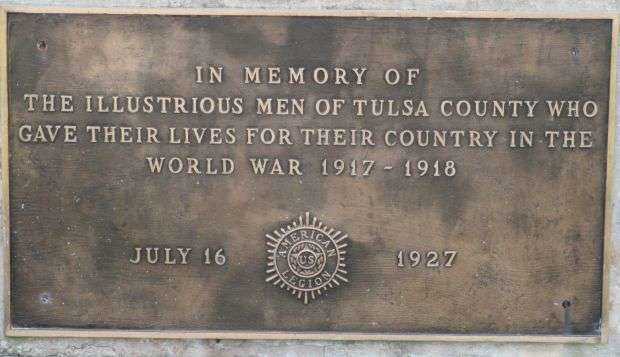 IN MEMORY OF
THE ILLUSTRIOUS MEN OF TULSA COUNTY WHO
GAVE THEIR LIVES FOR THEIR COUNTRY IN THE
WORLD WAR 1917 - 1918
JULY 16
AMERICAN
US
LEGION
1927